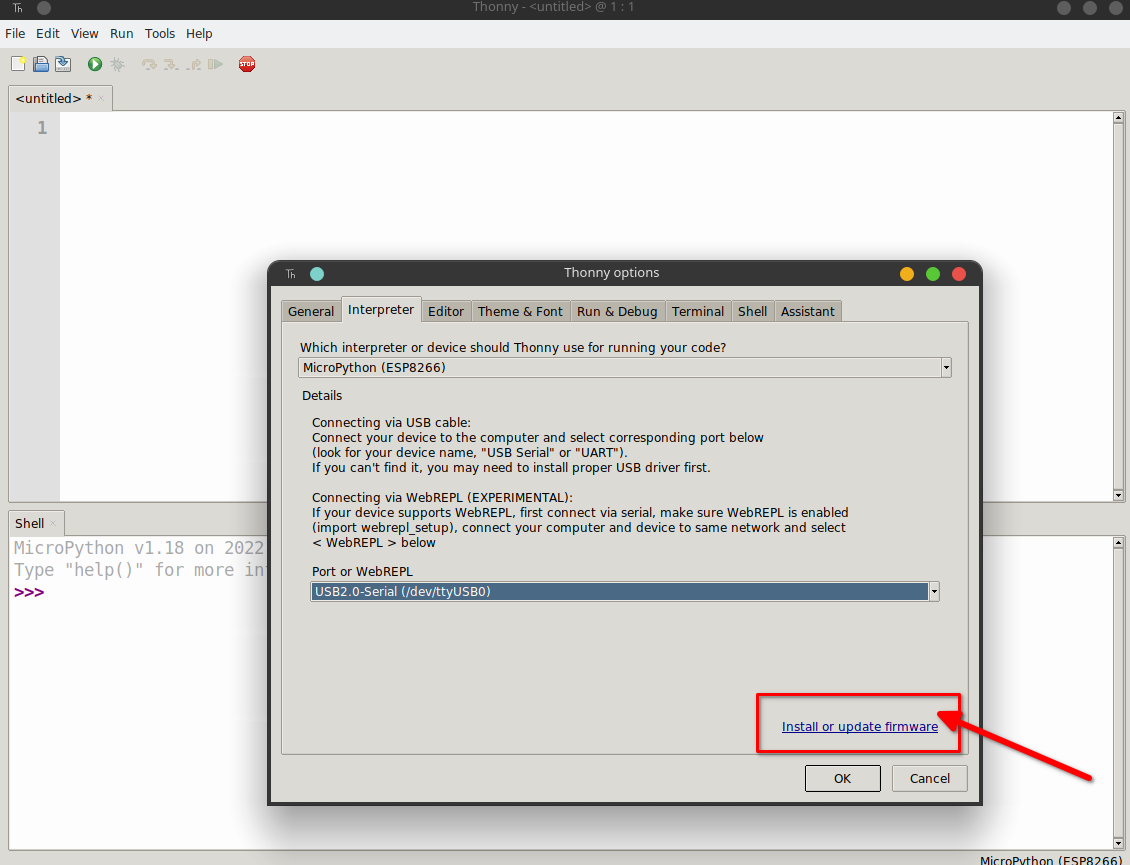 Th
Thonny - <untitled> @ 1 : 1
File Edit View Run Tools Help
STOP
<untitled> *
1
Th
Thonny options
General Interpreter Editor Theme & Font Run & Debug Terminal Shell Assistant
Which interpreter or device should Thonny use for running your code?
MicroPython (ESP8266)
Details
Connecting via USB cable:
Connect your device to the computer and select corresponding port below
(look for your device name, "USB Serial" or "UART").
If you can't find it, you may need to install proper USB driver first.
Connecting via WebREPL (EXPERIMENTAL):
If your device supports WebREPL, first connect via serial, make sure WebREPL is enabled
(import webrepl_setup), connect your computer and device to same network and select
< WebREPL > below
Port or WebREPL
USB2.0-Serial (/dev/ttyUSB0)
Install or update firmware
OK Cancel
Shell
MicroPython v1.18 on 2022
Type "help()" for more in
>>>
MicroPython (ESP8266)